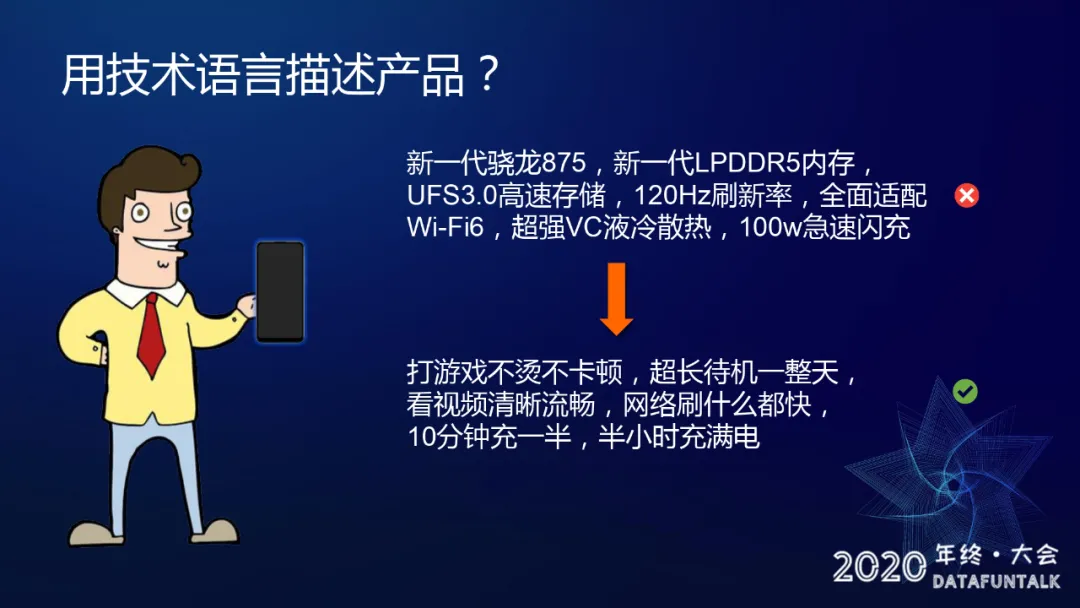 用技术语言描述产品？
新一代骁龙875，新一代LPDDR5内存，
UFS3.0高速存储，120Hz刷新率，全面适配
Wi-Fi6，超强VC液冷散热，100w急速闪充
打游戏不烫不卡顿，超长待机一整天，
看视频清晰流畅，网络刷什么都快，
10分钟充一半，半小时充满电
2020 年终·大会
DATAFUNTALK